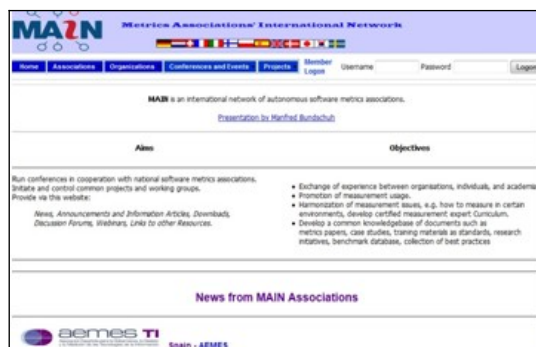 MAIN
Metrics Associations' International Network
Home Associations Organizations Conferences and Events Projects Member Logon Username Password Logon
MAIN is an international network of autonomous software metrics associations.
Presentation by Manfred Bundschuh
Aims
Run conferences in cooperation with national software metrics associations.
Initiate and control common projects and working groups.
Provide via this website:
News, Announcements and Information Articles, Downloads,
Discussion Forums, Webinars, Links to other Resources.
Objectives
• Exchange of experience between organisations, individuals, and academia
• Promotion of measurement usage.
• Harmonization of measurement issues, e.g. how to measure in certain
environments, develop certified measurement expert Curriculum.
• Develop a common knowledgebase of documents such as
metrics papers, case studies, training materials as standards, research
initiatives, benchmark database, collection of best practices
News from MAIN Associations
aemes TI
Spain - AEMES